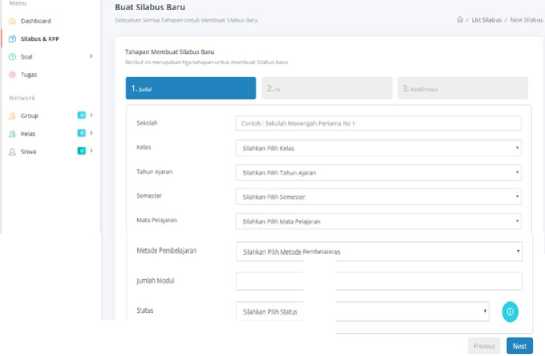 Menu
Dashboard
Silabus & RPP
Soal
Tugas
Network
Group
Kelas
Siswa
Buat Silabus Baru
Selesaikan Semua Tahapan Untuk Membuat Silabus Baru
/ List Silabus / New Silabus
Tahapan Membuat Silabus Baru
Berikut ini merupakan tiga tahapan untuk membuat Silabus baru
1. Judul
2. Isi
3. Konfirmasi
Sekolah
Contoh : Sekolah Menengah Pertama No 1
Kelas
Silahkan Pilih Kelas
Tahun Ajaran
Silahkan Pilih Tahun Ajaran
Semester
Silahkan Pilih Semester
Mata Pelajaran
Silahkan Pilih Mata Pelajaran
Metode Pembelajaran
Silahkan Pilih Metode Pembelajaran
Jumlah Modul
Status
Silahkan Pilih Status
Previous
Next